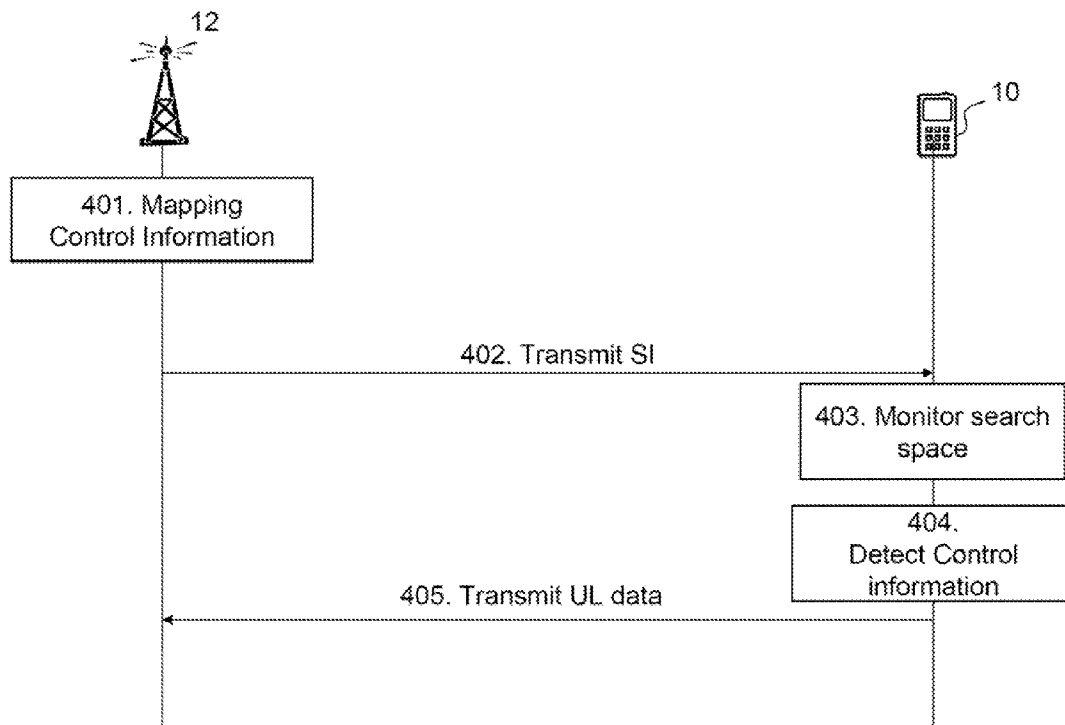 12
10
401. Mapping
Control Information
402. Transmit SI
403. Monitor search
space
404.
Detect Control
information
405. Transmit UL data